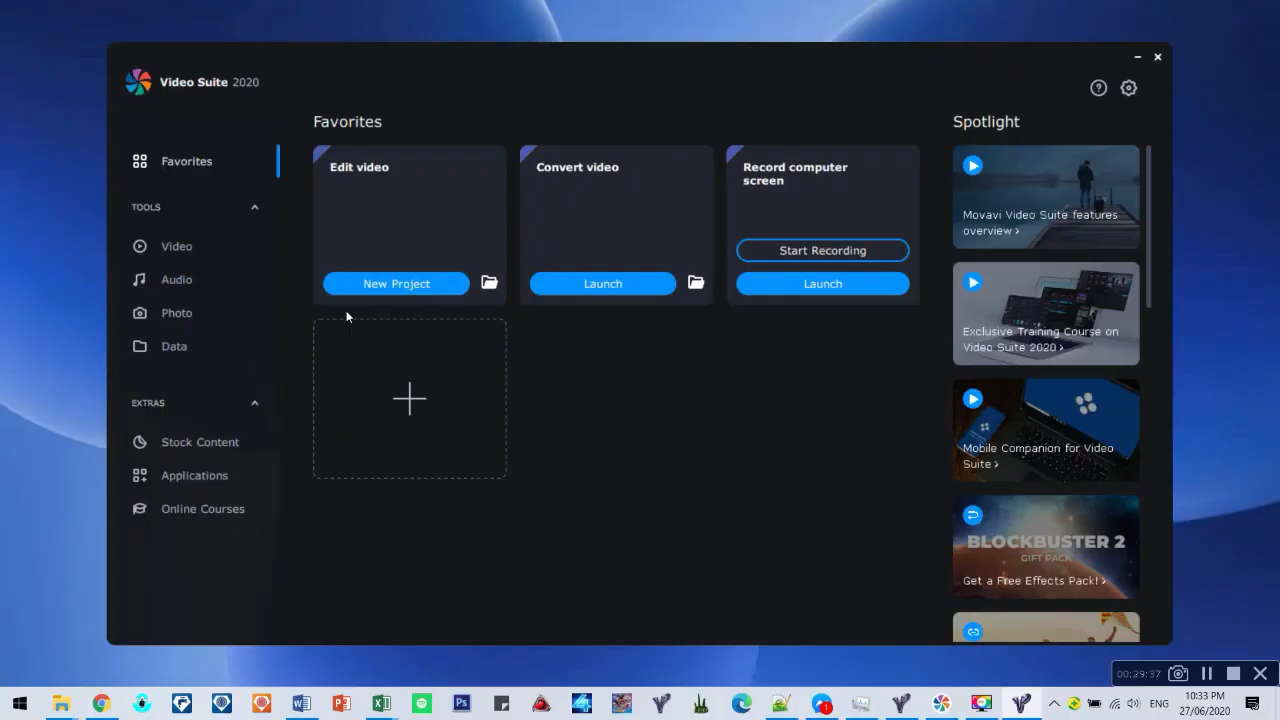 Video Suite 2020
Favorites
TOOLS
Video
Audio
Photo
Data
EXTRAS
Stock Content
Applications
Online Courses
Favorites
Edit video
New Project
Convert video
Launch
Record computer
screen
Start Recording
Launch
Spotlight
Movavi Video Suite features
overview ›
Exclusive Training Course on
Video Suite 2020 ›
Mobile Companion for Video
Suite ›
BLOCKBUSTER 2
GIFT PACK
Get a Free Effects Pack! ›
00:29:37
ENG
10:33 PM
27/06/2020